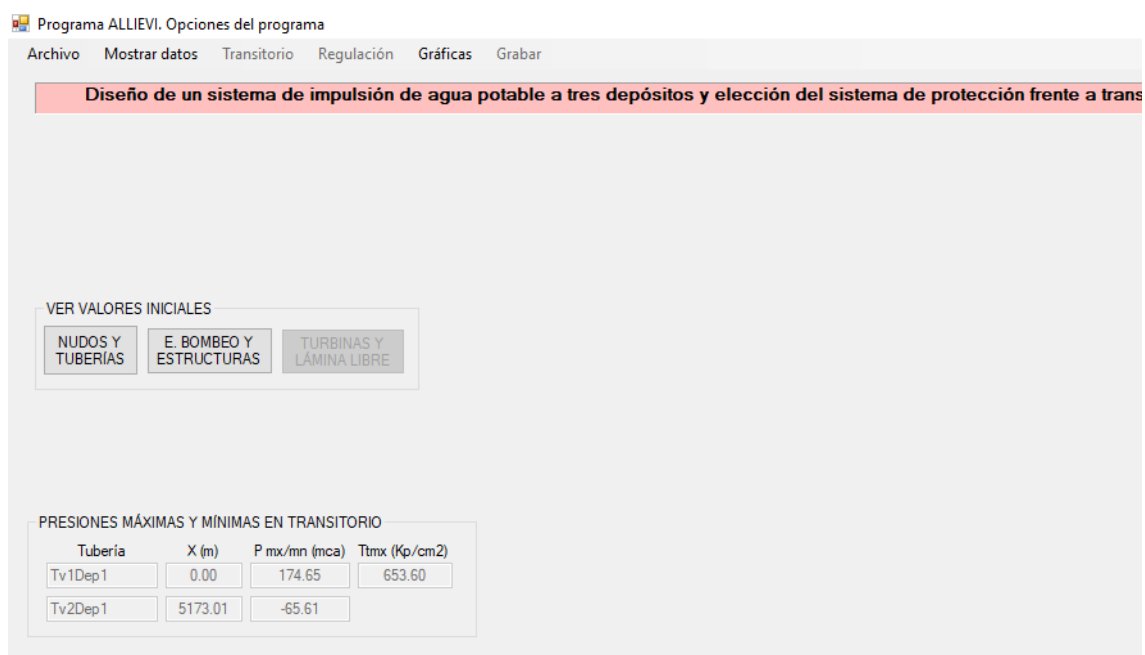 Programa ALLIEVI. Opciones del programa
Archivo Mostrar datos Transitorio Regulación Gráficas Grabar
Diseño de un sistema de impulsión de agua potable a tres depósitos y elección del sistema de protección frente a trans
VER VALORES INICIALES
NUDOS Y TUBERÍAS
E. BOMBEO Y ESTRUCTURAS
TURBINAS Y LÁMINA LIBRE
PRESIONES MÁXIMAS Y MÍNIMAS EN TRANSITORIO
Tubería X (m) P mx/mn (mca) Ttmx (Kp/cm2)
Tv1Dep1 0.00 174.65 653.60
Tv2Dep1 5173.01 -65.61